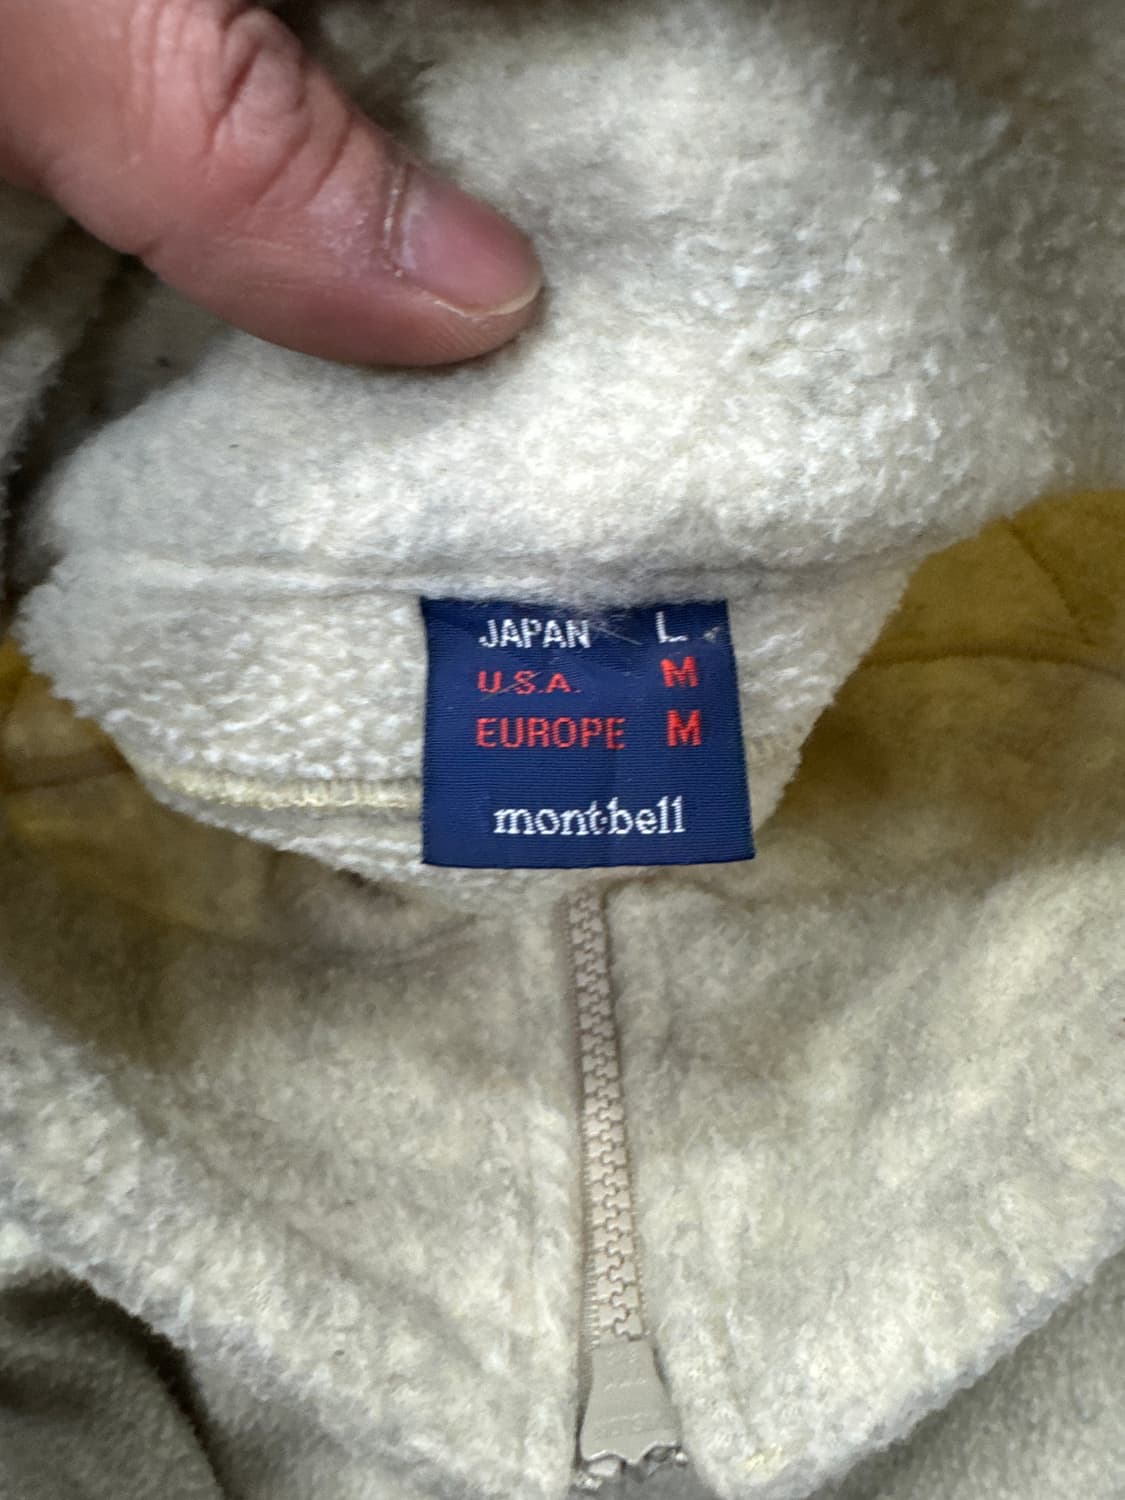 JAPAN L
U.S.A. M
EUROPE M
mont-bell